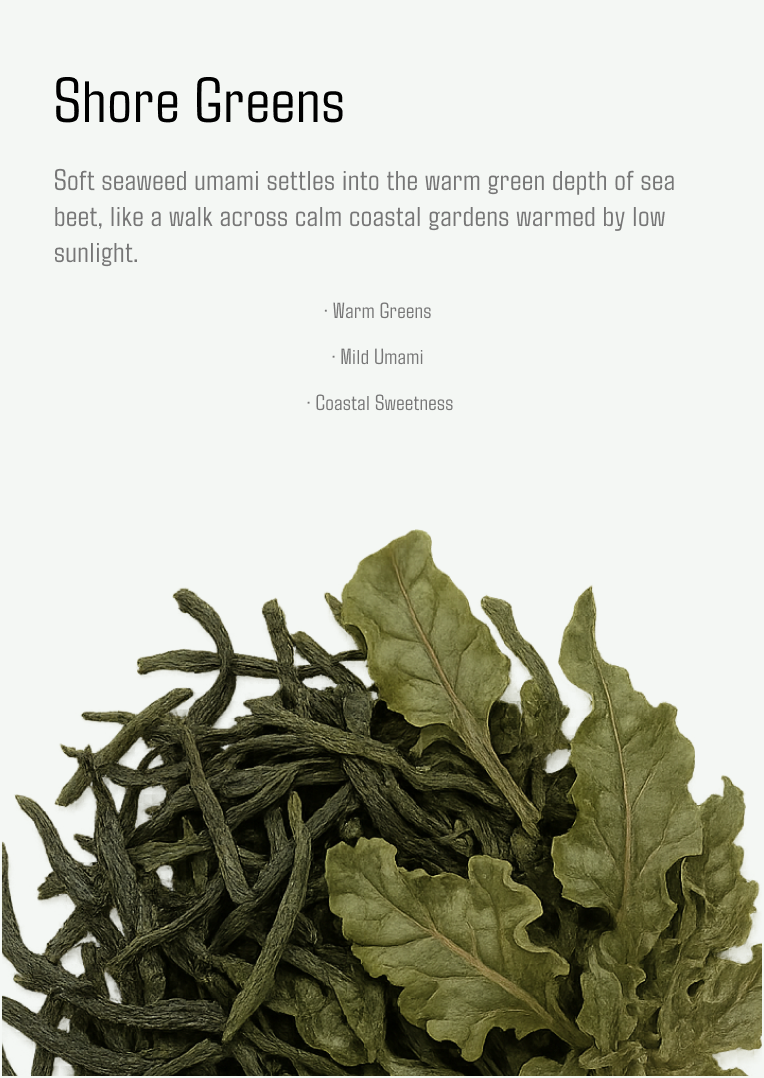 Shore Greens
Soft seaweed umami settles into the warm green depth of sea
beet, like a walk across calm coastal gardens warmed by low
sunlight.
· Warm Greens
· Mild Umami
· Coastal Sweetness